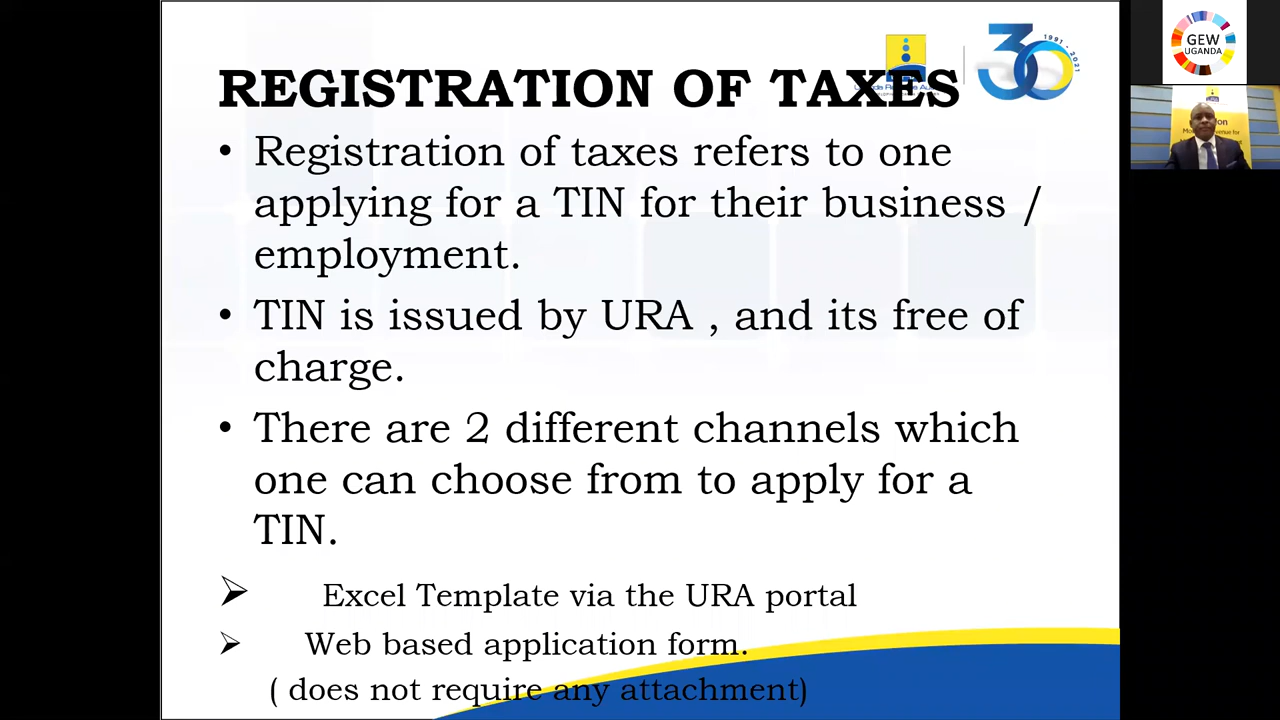 REGISTRATION OF TAXES
1991 - 2021
30
GEW
UGANDA
• Registration of taxes refers to one
applying for a TIN for their business /
employment.
• TIN is issued by URA , and its free of
charge.
• There are 2 different channels which
one can choose from to apply for a
TIN.
➢ Excel Template via the URA portal
➢ Web based application form.
( does not require any attachment)